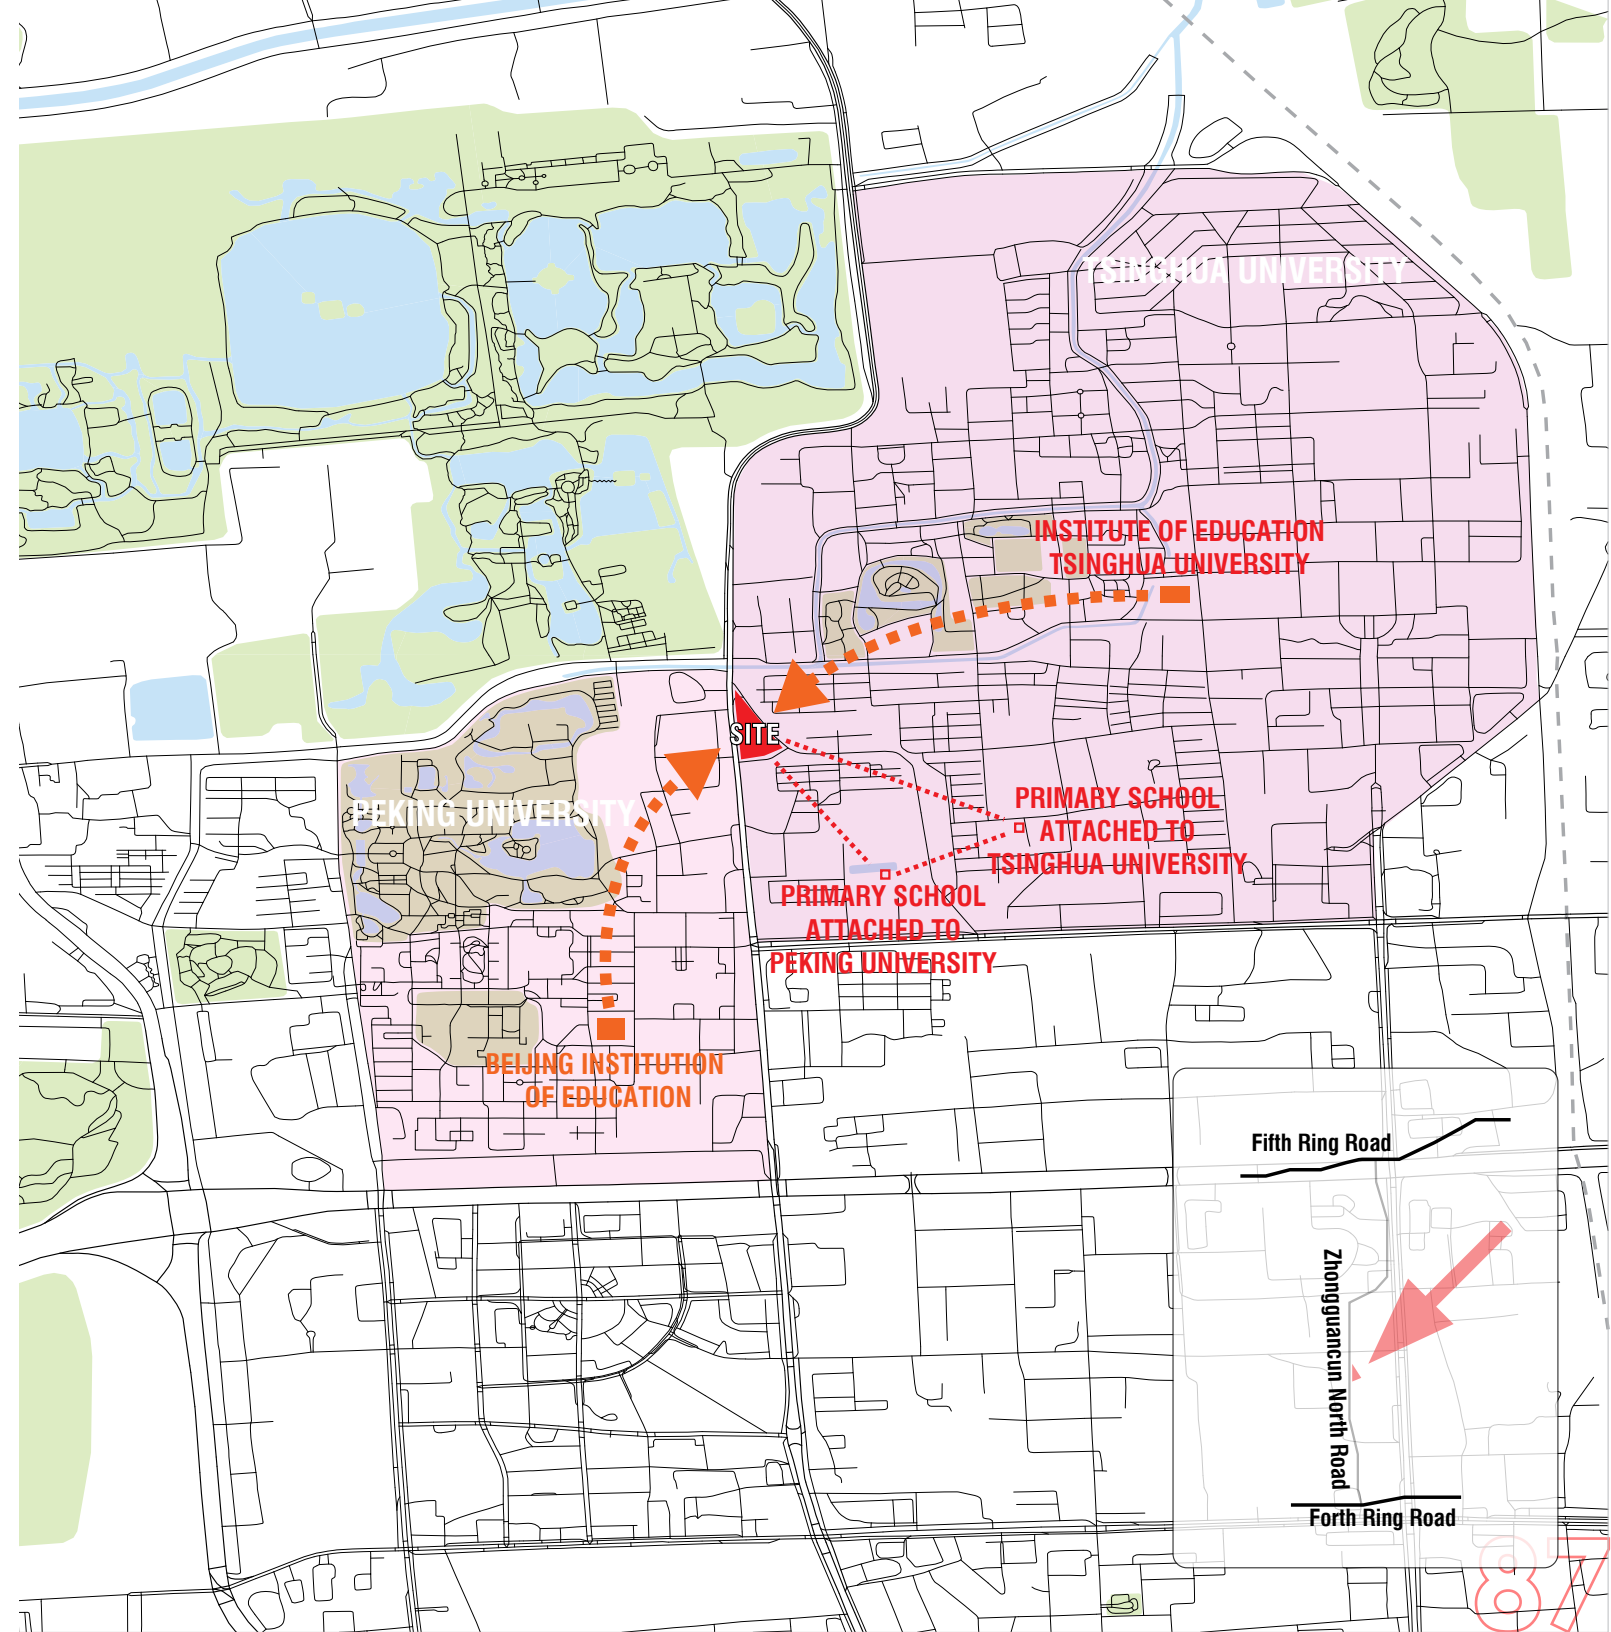 TSINGHUA UNIVERSITY
INSTITUTE OF EDUCATION
TSINGHUA UNIVERSITY
SITE
PEKING UNIVERSITY
PRIMARY SCHOOL
ATTACHED TO
TSINGHUA UNIVERSITY
PRIMARY SCHOOL
ATTACHED TO
PEKING UNIVERSITY
BEIJING INSTITUTION
OF EDUCATION
Fifth Ring Road
Zhongguancun North Road
Forth Ring Road
87